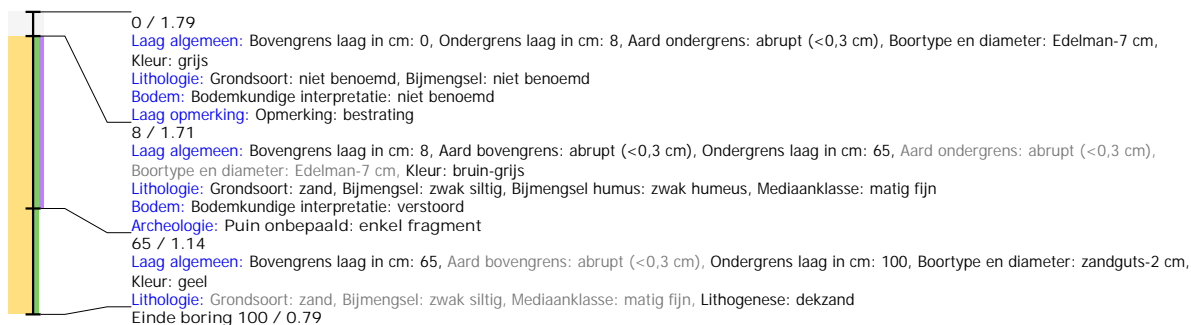 0 / 1.79
Laag algemeen: Bovengrens laag in cm: 0, Ondergrens laag in cm: 8, Aard ondergrens: abrupt (<0,3 cm), Boortype en diameter: Edelman-7 cm,
Kleur: grijs
Lithologie: Grondsoort: niet benoemd, Bijmengsel: niet benoemd
Bodem: Bodemkundige interpretatie: niet benoemd
Laag opmerking: Opmerking: bestrating
8 / 1.71
Laag algemeen: Bovengrens laag in cm: 8, Aard bovengrens: abrupt (<0,3 cm), Ondergrens laag in cm: 65, Aard ondergrens: abrupt (<0,3 cm),
Boortype en diameter: Edelman-7 cm, Kleur: bruin-grijs
Lithologie: Grondsoort: zand, Bijmengsel: zwak siltig, Bijmengsel humus: zwak humeus, Mediaanklasse: matig fijn
Bodem: Bodemkundige interpretatie: verstoord
Archeologie: Puin onbepaald: enkel fragment
65 / 1.14
Laag algemeen: Bovengrens laag in cm: 65, Aard bovengrens: abrupt (<0,3 cm), Ondergrens laag in cm: 100, Boortype en diameter: zandguts-2 cm,
Kleur: geel
Lithologie: Grondsoort: zand, Bijmengsel: zwak siltig, Mediaanklasse: matig fijn, Lithogenese: dekzand
Einde boring 100 / 0.79